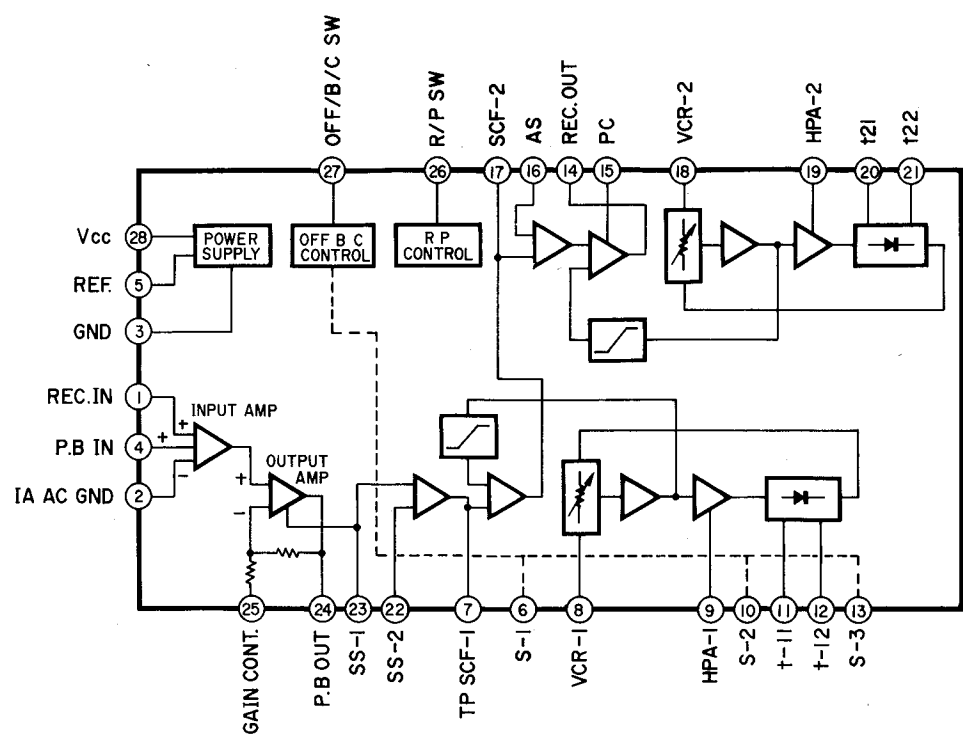 OFF/B/C SW
R/P SW
SCF-2
AS
REC. OUT
PC
VCR-2
HPA-2
t21
t22
27
26
17
16
14
15
18
19
20
21
Vcc
28
POWER
SUPPLY
OFF B C
CONTROL
R P
CONTROL
REF.
5
GND
3
REC. IN
1
INPUT AMP
+
P.B IN
4
+
−
IA AC GND
2
OUTPUT
AMP
+
−
25
24
23
22
7
6
8
9
10
11
12
13
GAIN CONT.
P.B OUT
SS-1
SS-2
TP SCF-1
S-1
VCR-1
HPA-1
S-2
t-11
t-12
S-3